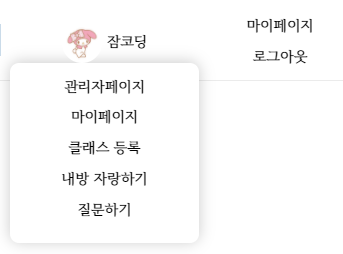 잠코딩
마이페이지
로그아웃
관리자페이지
마이페이지
클래스 등록
내방 자랑하기
질문하기